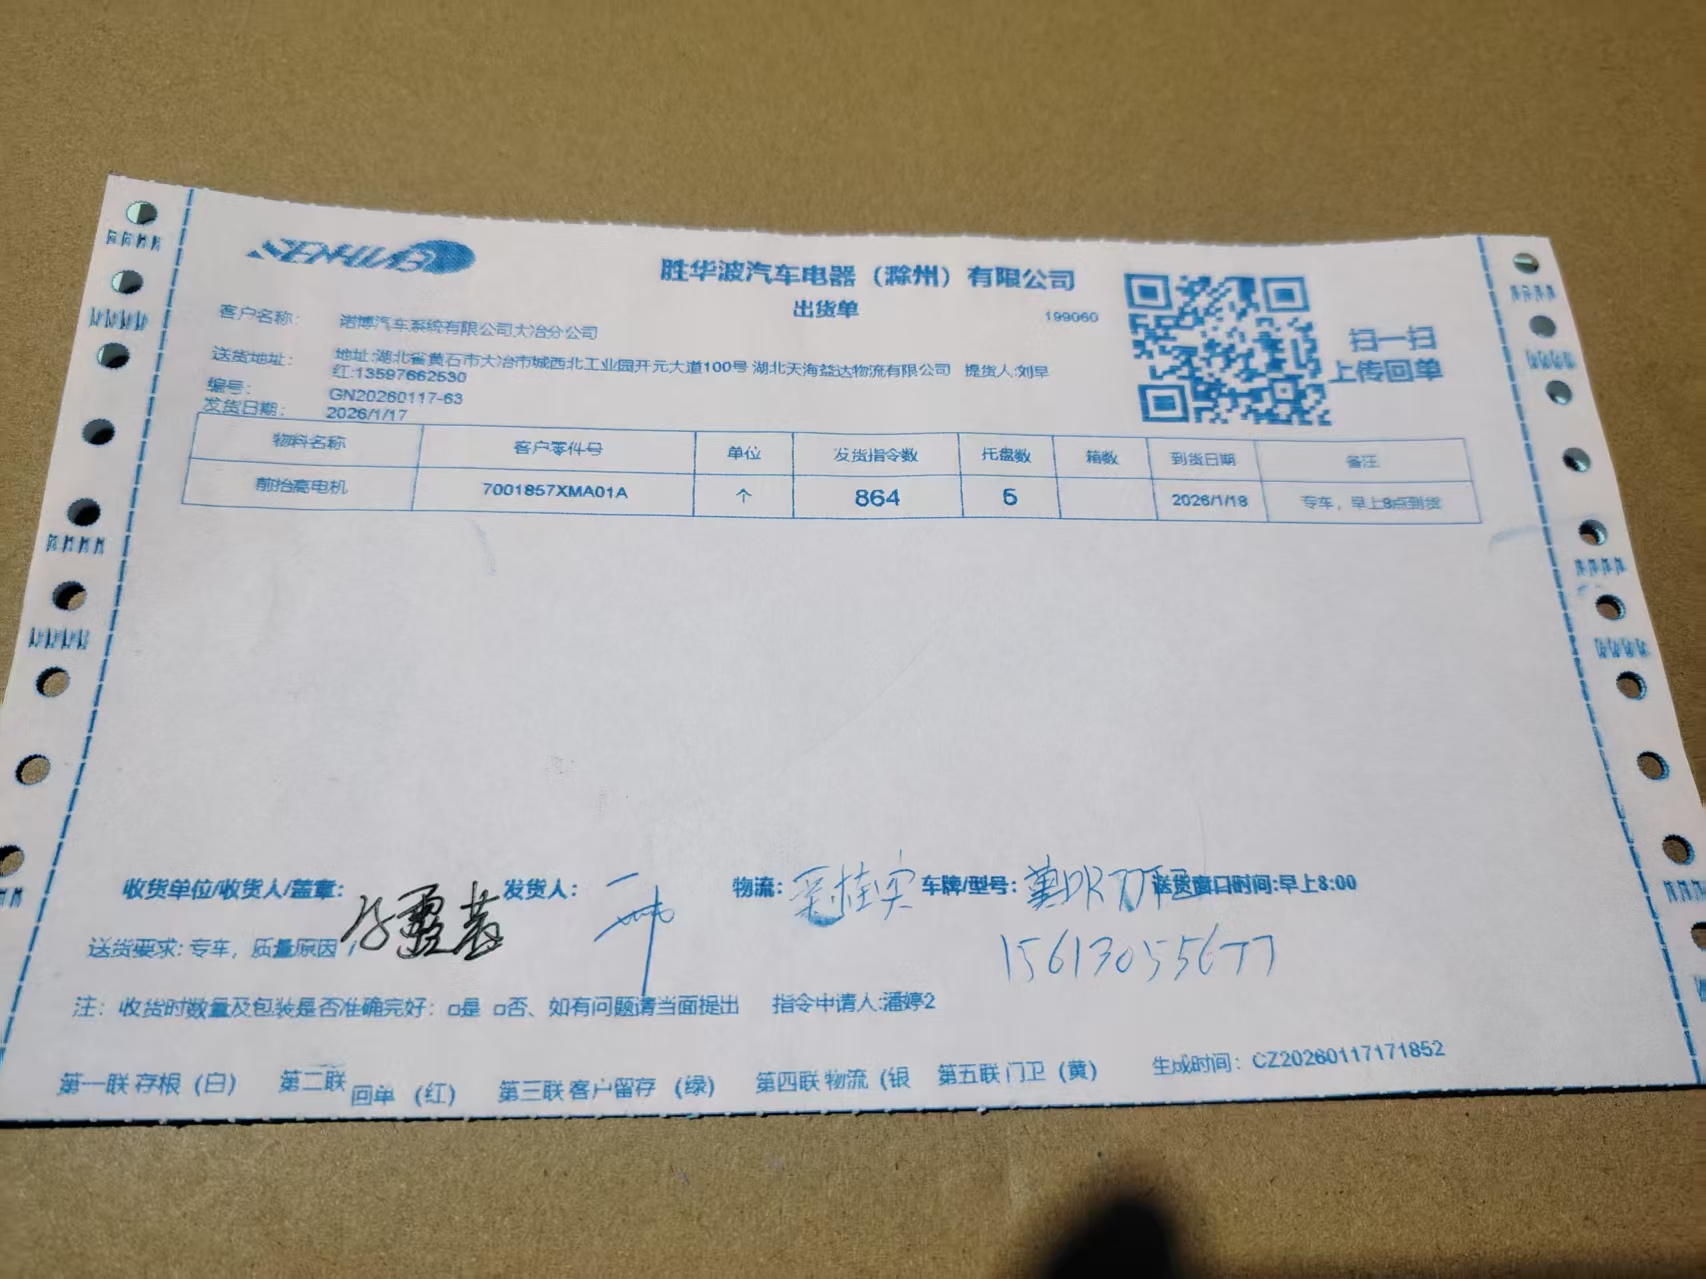 SENHUAB
胜华波汽车电器（滁州）有限公司
出货单
199060
扫一扫
上传回单
客户名称： 诺博汽车系统有限公司大冶分公司
送货地址： 地址:湖北省黄石市大冶市城西北工业园开元大道100号 湖北天海益达物流有限公司 提货人:刘早
红:13597662530
编号： GN20260117-63
发货日期： 2026/1/17
物料名称 客户零件号 单位 发货指令数 托盘数 箱数 到货日期 备注
前抬高电机 7001857XMA01A 个 864 6 2026/1/18 专车，早上8点到货
收货单位/收货人/盖章： 发货人： 物流： 车牌/型号： 送货窗口时间:早上8:00
送货要求: 专车，质量原因
15613055677
注： 收货时数量及包装是否准确完好：□是 □否、如有问题请当面提出 指令申请人:潘婷2
第一联 存根 （白） 第二联 回单 （红） 第三联 客户留存 （绿） 第四联 物流（银 第五联 门卫（黄） 生成时间: CZ20260117171852